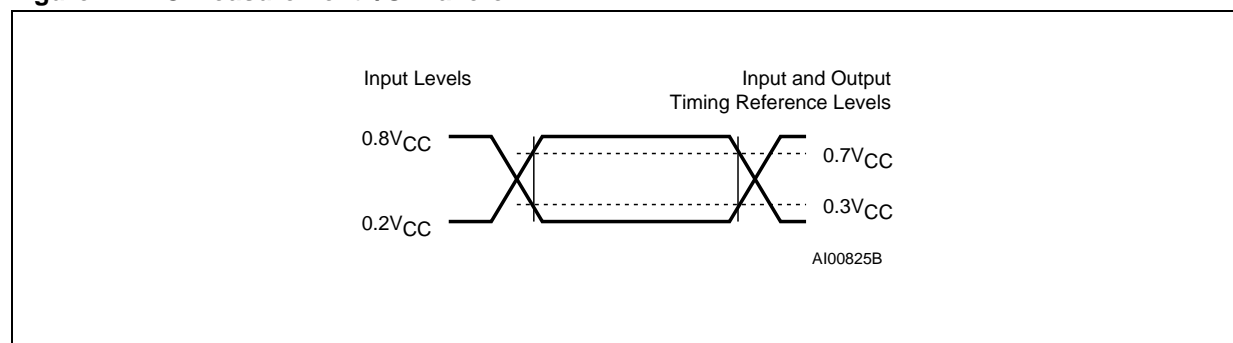 Input Levels
Input and Output
Timing Reference Levels
0.8VCC
0.7VCC
0.3VCC
0.2VCC
AI00825B